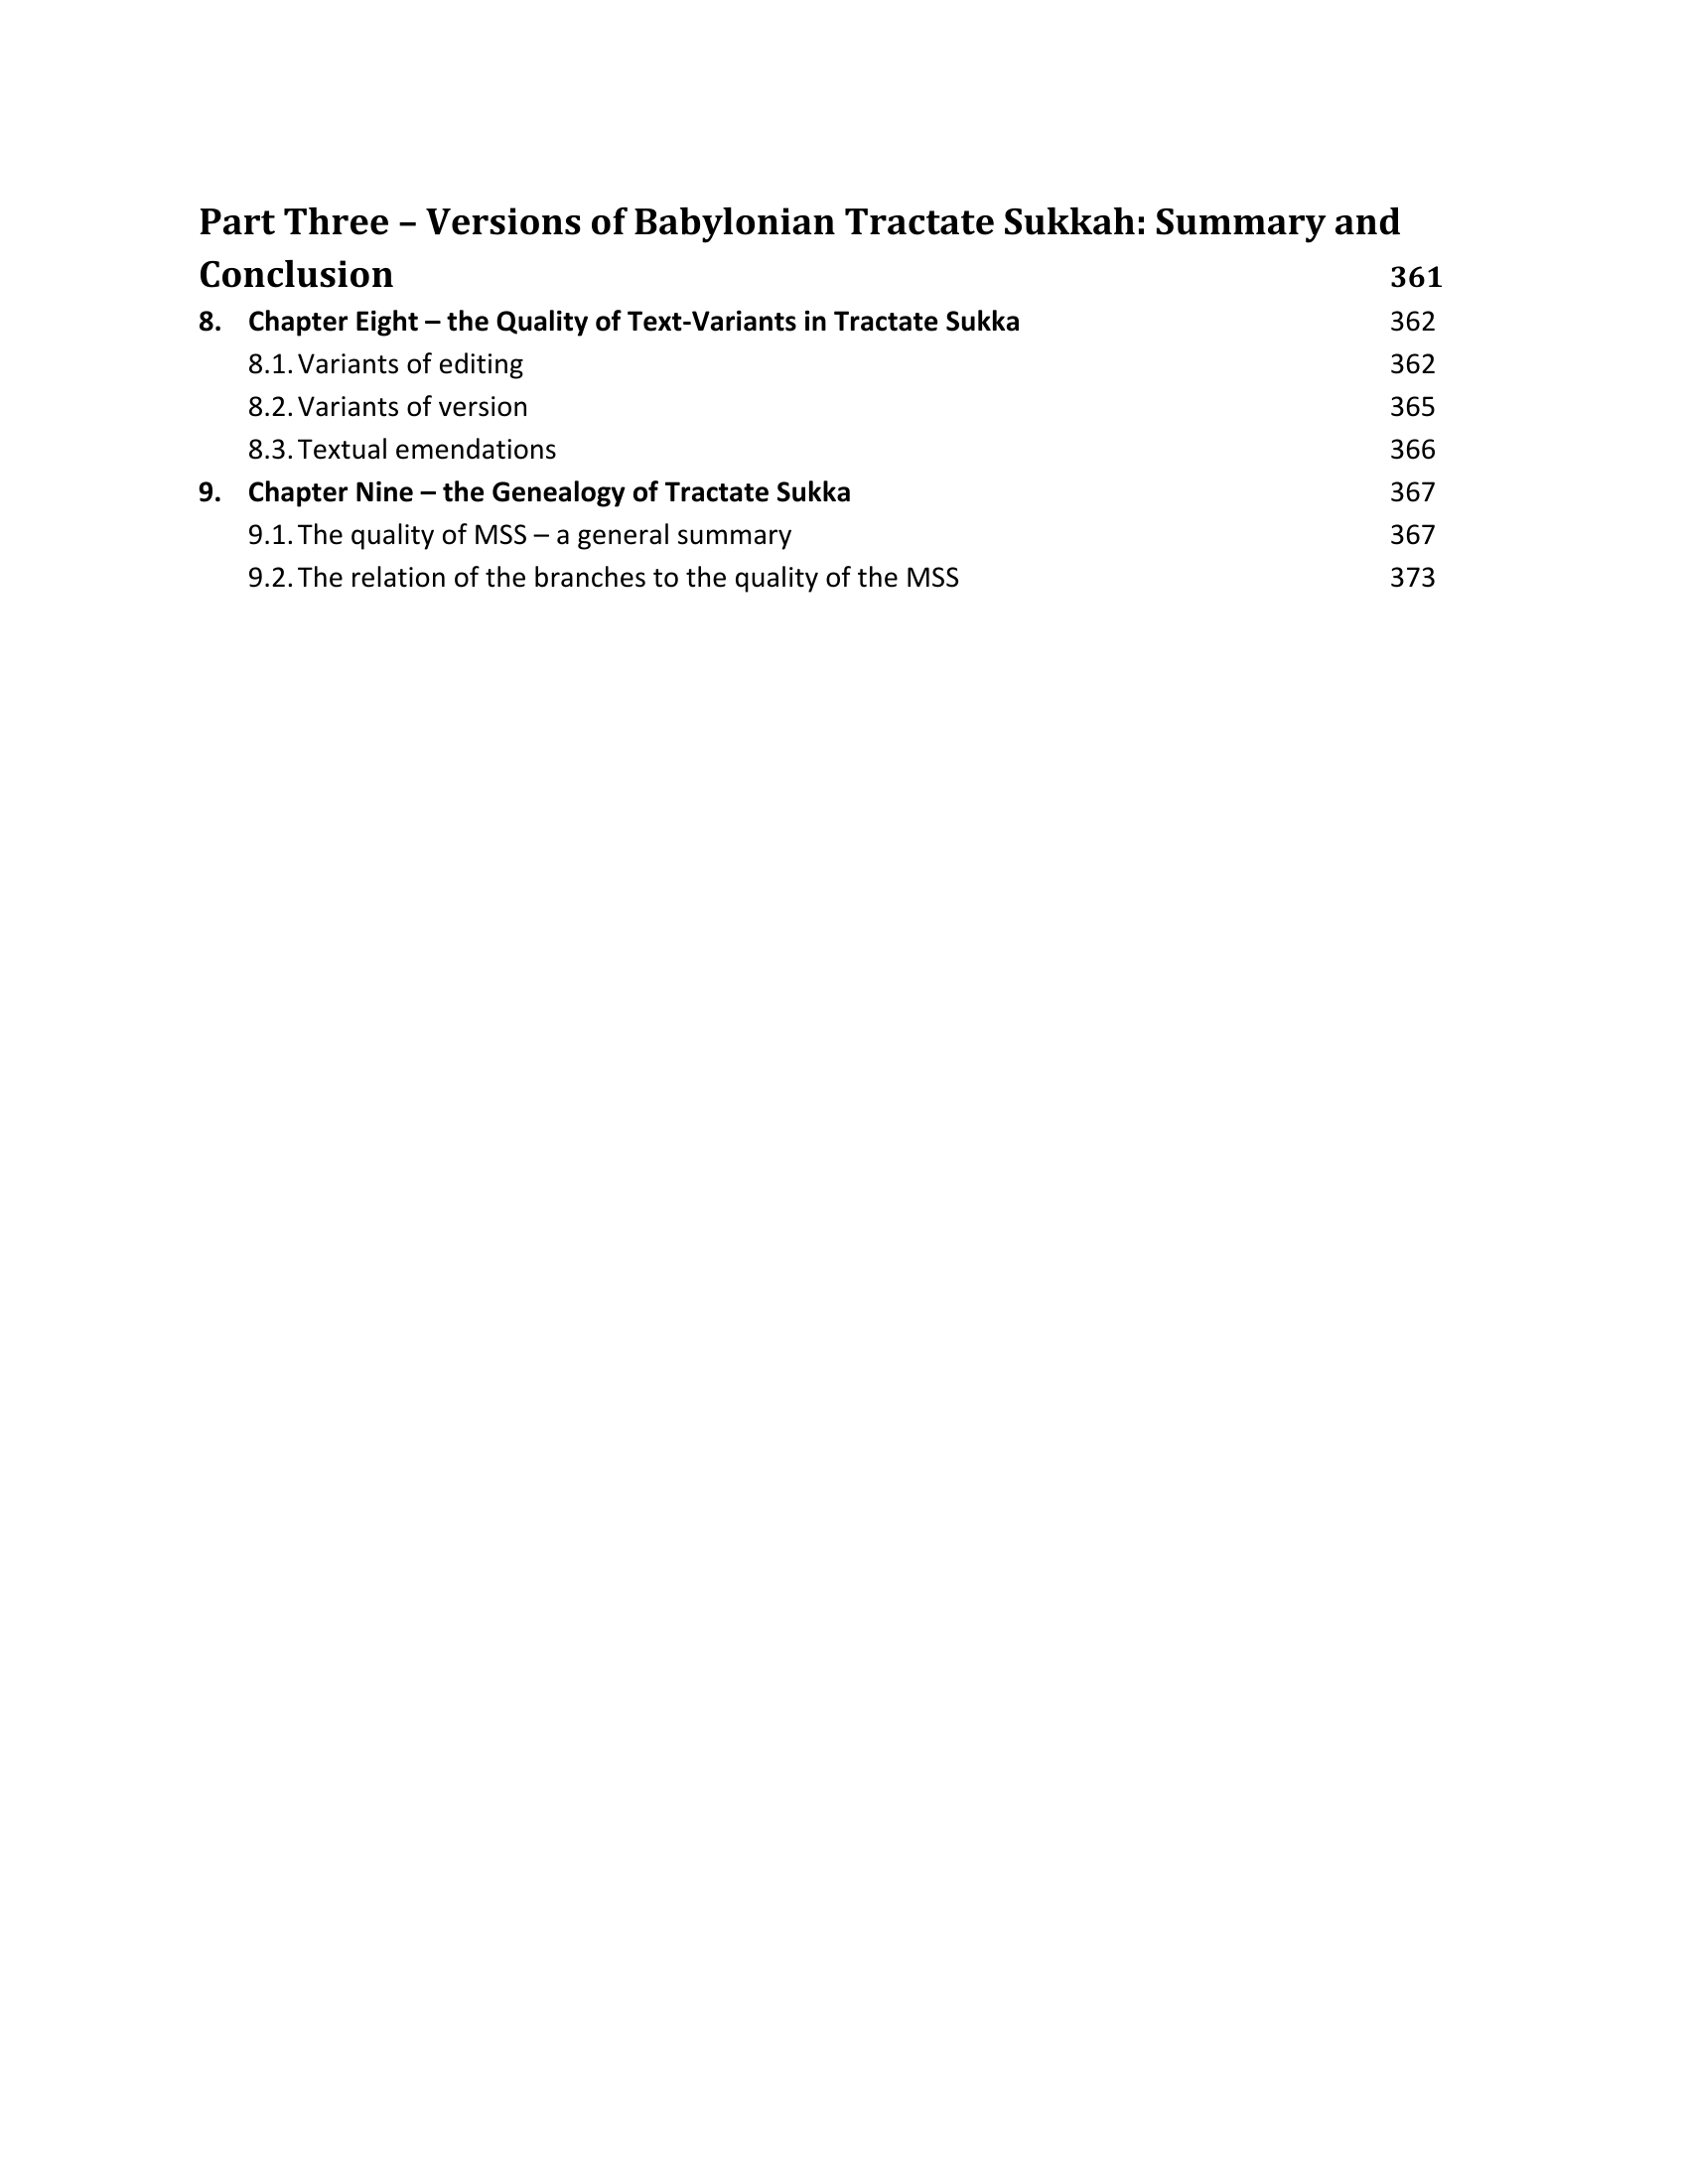 Part Three – Versions of Babylonian Tractate Sukkah: Summary and
Conclusion 361
8. Chapter Eight – the Quality of Text-Variants in Tractate Sukka 362
8.1. Variants of editing 362
8.2. Variants of version 365
8.3. Textual emendations 366
9. Chapter Nine – the Genealogy of Tractate Sukka 367
9.1. The quality of MSS – a general summary 367
9.2. The relation of the branches to the quality of the MSS 373